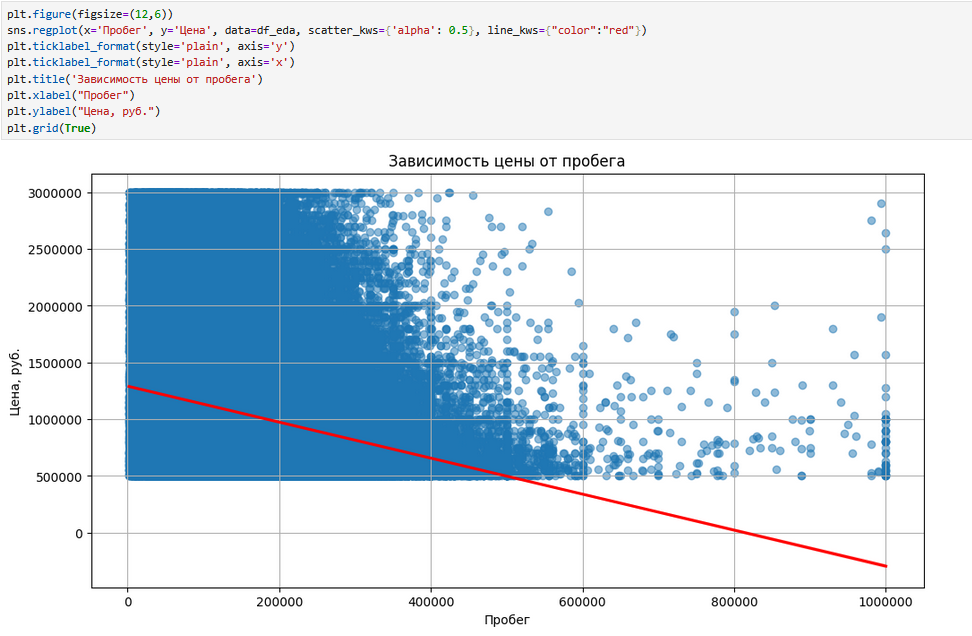 plt.figure(figsize=(12,6))
sns.regplot(x='Пробег', y='Цена', data=df_eda, scatter_kws={'alpha': 0.5}, line_kws={"color":"red"})
plt.ticklabel_format(style='plain', axis='y')
plt.ticklabel_format(style='plain', axis='x')
plt.title('Зависимость цены от пробега')
plt.xlabel("Пробег")
plt.ylabel("Цена, руб.")
plt.grid(True)
Зависимость цены от пробега
3000000
2500000
2000000
1500000
1000000
500000
0
Цена, руб.
0 200000 400000 600000 800000 1000000
Пробег